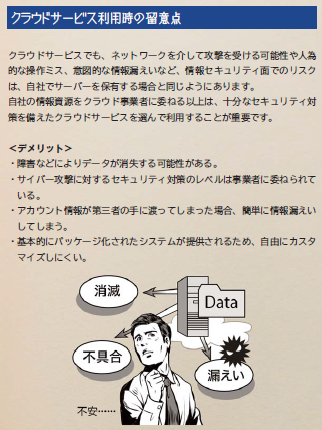 クラウドサービス利用時の留意点
クラウドサービスでも、ネットワークを介して攻撃を受ける可能性や人為
的な操作ミス、意図的な情報漏えいなど、情報セキュリティ面でのリスク
は、自社でサーバーを保有する場合と同じようにあります。
自社の情報資源をクラウド事業者に委ねる以上は、十分なセキュリティ対
策を備えたクラウドサービスを選んで利用することが重要です。
＜デメリット＞
・障害などによりデータが消失する可能性がある。
・サイバー攻撃に対するセキュリティ対策のレベルは事業者に委ねられて
いる。
・アカウント情報が第三者の手に渡ってしまった場合、簡単に情報漏えい
してしまう。
・基本的にパッケージ化されたシステムが提供されるため、自由にカスタ
マイズしにくい。
消滅
Data
不具合
漏えい
不安……